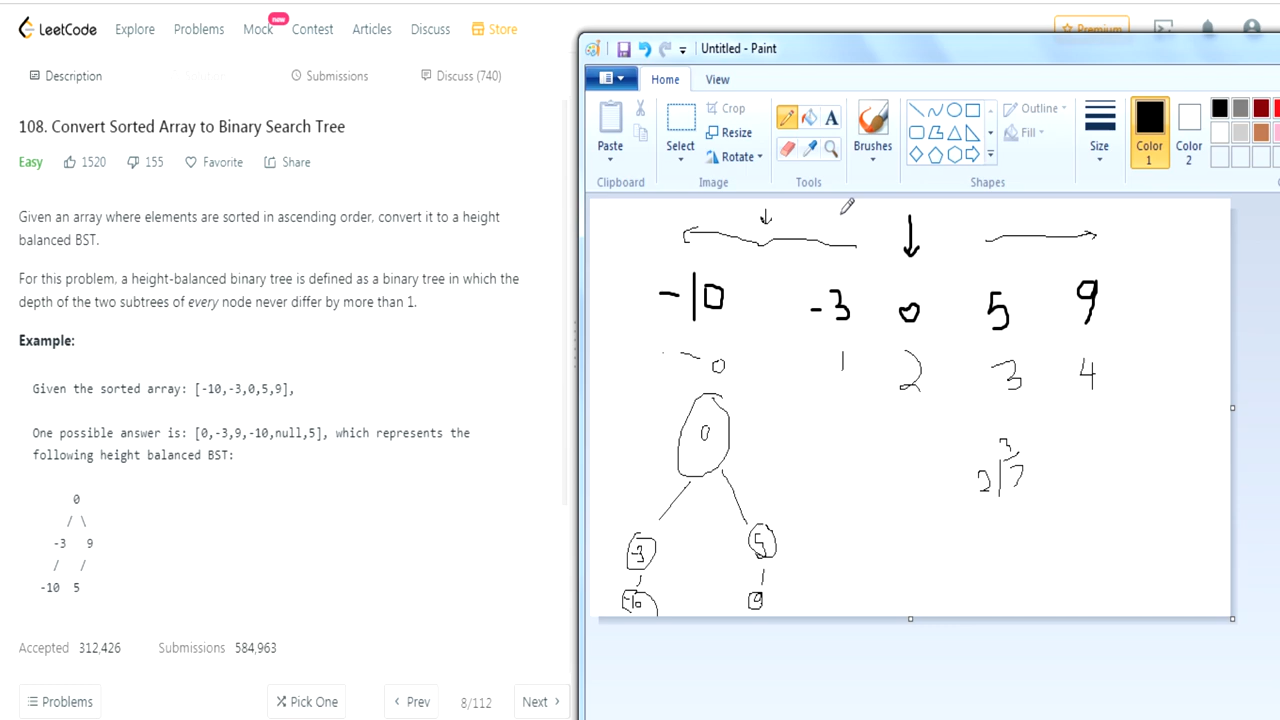 LeetCode Explore Problems Mock new Contest Articles Discuss Store Premium
Description Submissions Discuss (740)
108. Convert Sorted Array to Binary Search Tree
Easy 1520 155 Favorite Share
Given an array where elements are sorted in ascending order, convert it to a height
balanced BST.
For this problem, a height-balanced binary tree is defined as a binary tree in which the
depth of the two subtrees of every node never differ by more than 1.
Example:
Given the sorted array: [-10,-3,0,5,9],
One possible answer is: [0,-3,9,-10,null,5], which represents the
following height balanced BST:
0
/ \
-3 9
/ /
-10 5
Accepted 312,426 Submissions 584,963
Problems Pick One Prev 8/112 Next
Untitled - Paint
Home View
Paste Select Crop Resize Rotate Brushes Outline Fill Size Color 1 Color 2
Clipboard Image Tools Shapes
-10 -3 0 5 9
0 1 2 3 4
0
3
2
-3 5
-10 9